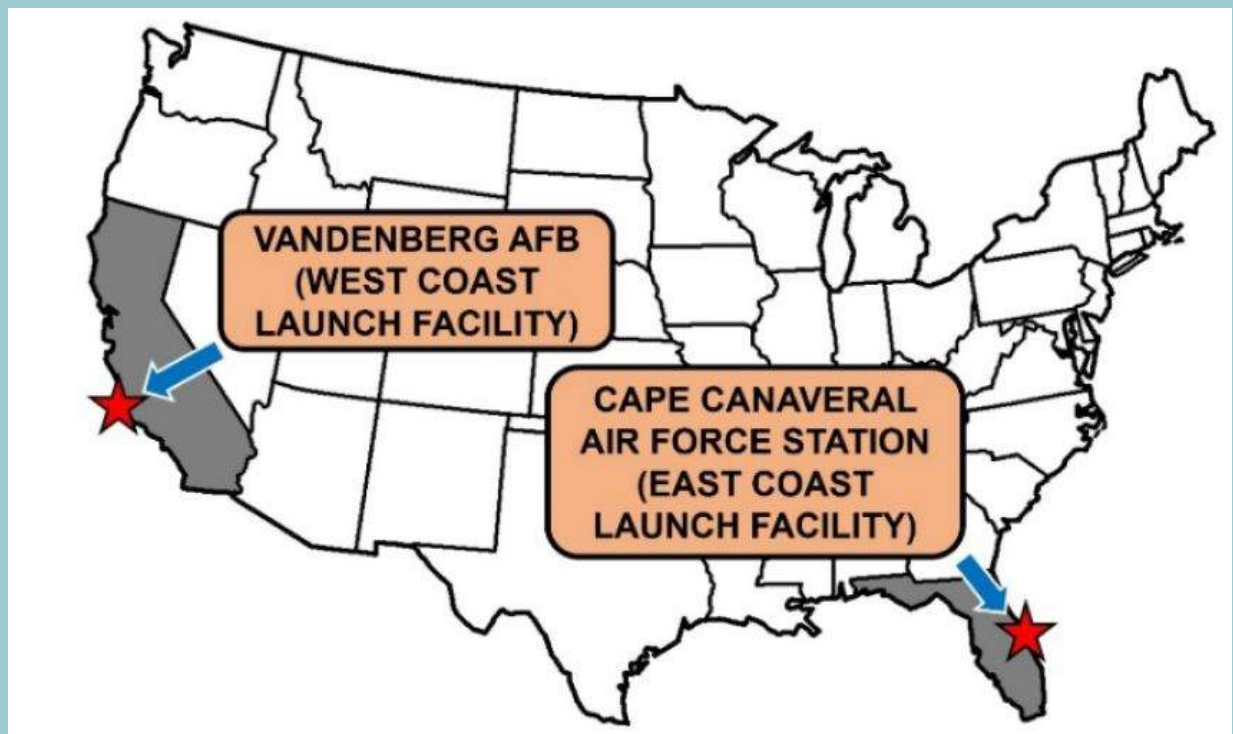 VANDENBERG AFB
(WEST COAST
LAUNCH FACILITY)
CAPE CANAVERAL
AIR FORCE STATION
(EAST COAST
LAUNCH FACILITY)